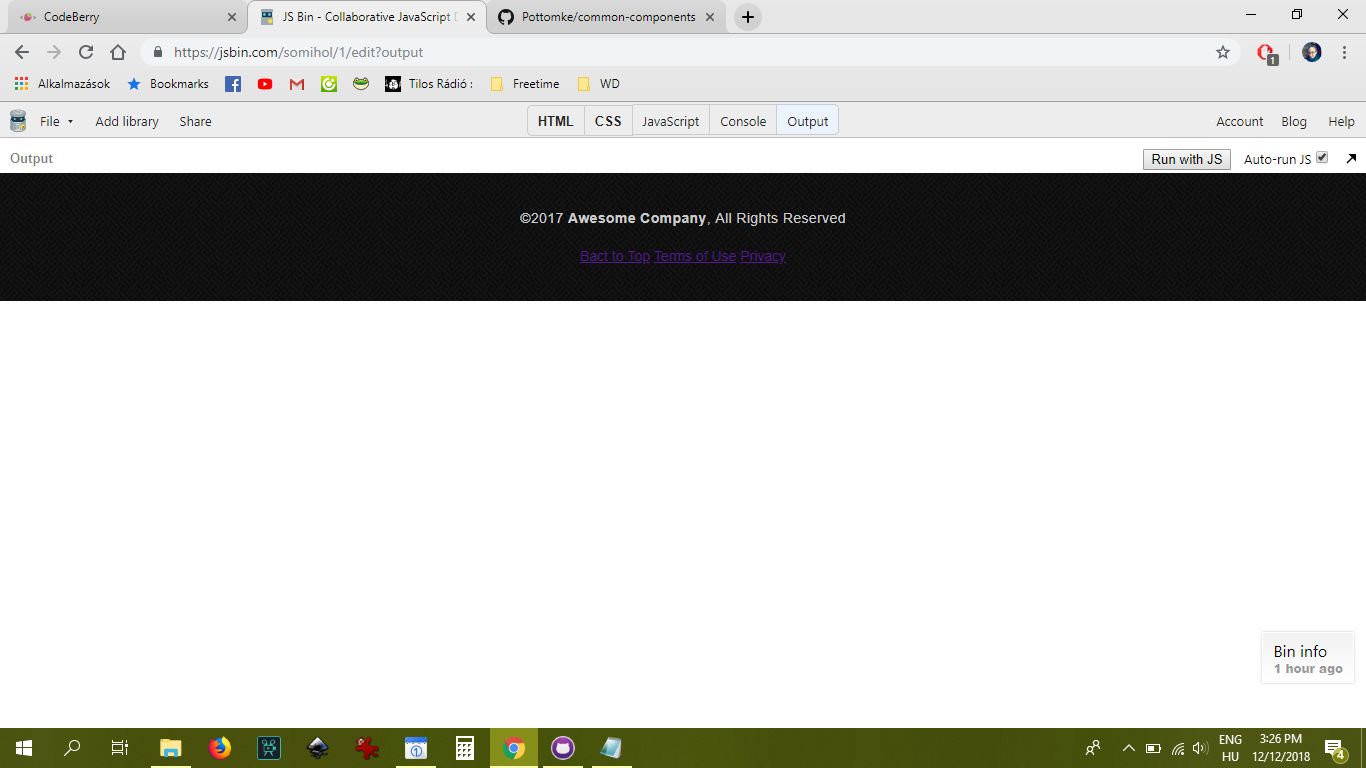 CodeBerry
JS Bin - Collaborative JavaScript D
Pottomke/common-components
https://jsbin.com/somihol/1/edit?output
1
Alkalmazások
Bookmarks
Tilos Rádió :
Freetime
WD
File
Add library
Share
HTML
CSS
JavaScript
Console
Output
Account
Blog
Help
Output
Run with JS
Auto-run JS
©2017 Awesome Company, All Rights Reserved
Bact to Top Terms of Use Privacy
Bin info
1 hour ago
ENG
HU
3:26 PM
12/12/2018
4